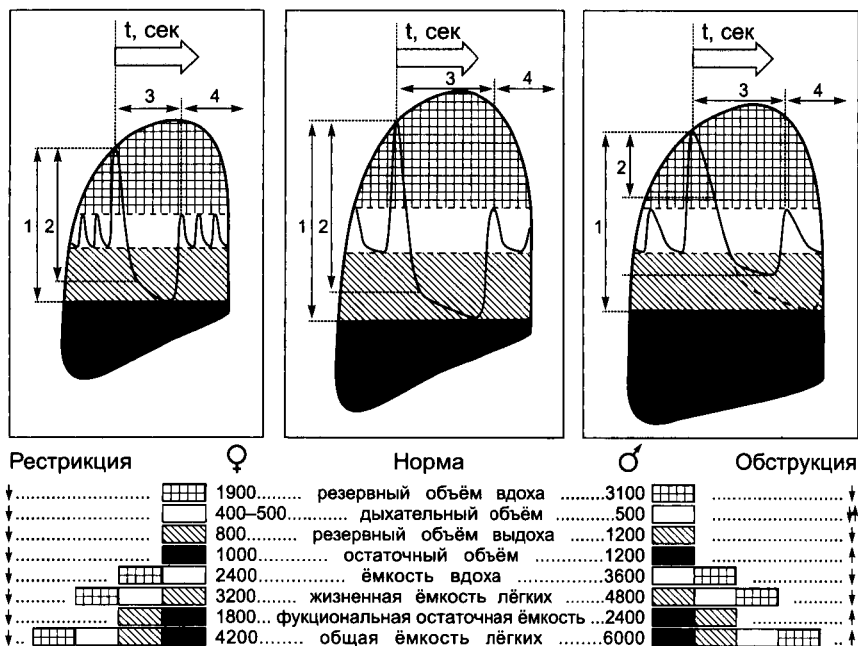 t, сек t, сек t, сек
3 4 3 4 3 4
1 2 1 2 1 2
Рестрикция ♀ Норма ♂ Обструкция
1900........ резервный объём вдоха .....3100
400–500..... дыхательный объём .....500
800........ резервный объём выдоха .....1200
1000........ остаточный объём .....1200
2400........ ёмкость вдоха .....3600
3200........ жизненная ёмкость лёгких .....4800
1800.... фукциональная остаточная ёмкость ...2400
4200........ общая ёмкость лёгких .......6000